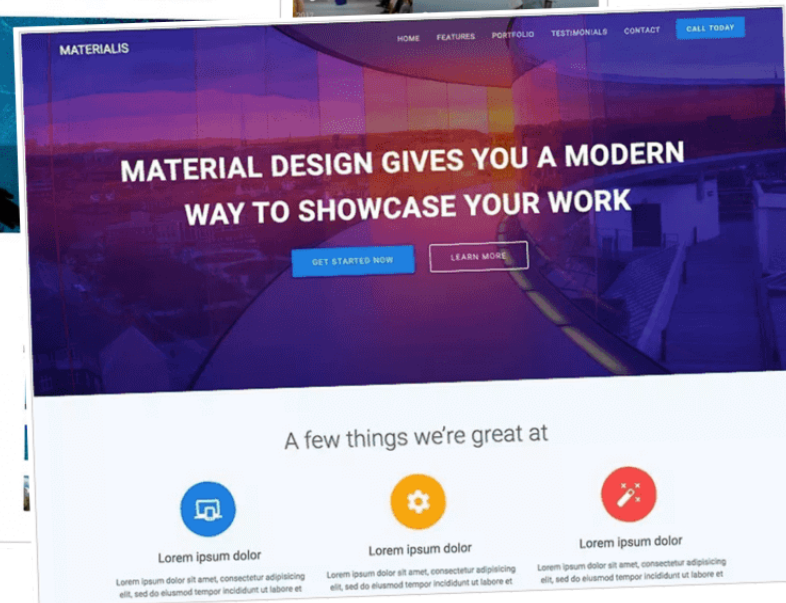 MATERIALIS
HOME FEATURES PORTFOLIO TESTIMONIALS CONTACT CALL TODAY
MATERIAL DESIGN GIVES YOU A MODERN
WAY TO SHOWCASE YOUR WORK
GET STARTED NOW LEARN MORE
A few things we're great at
Lorem ipsum dolor Lorem ipsum dolor Lorem ipsum dolor
Lorem ipsum dolor sit amet, consectetur adipisicing Lorem ipsum dolor sit amet, consectetur adipisicing Lorem ipsum dolor sit amet, consectetur adipisicing
elit, sed do eiusmod tempor incididunt ut labore et elit, sed do eiusmod tempor incididunt ut labore et elit, sed do eiusmod tempor incididunt ut labore et